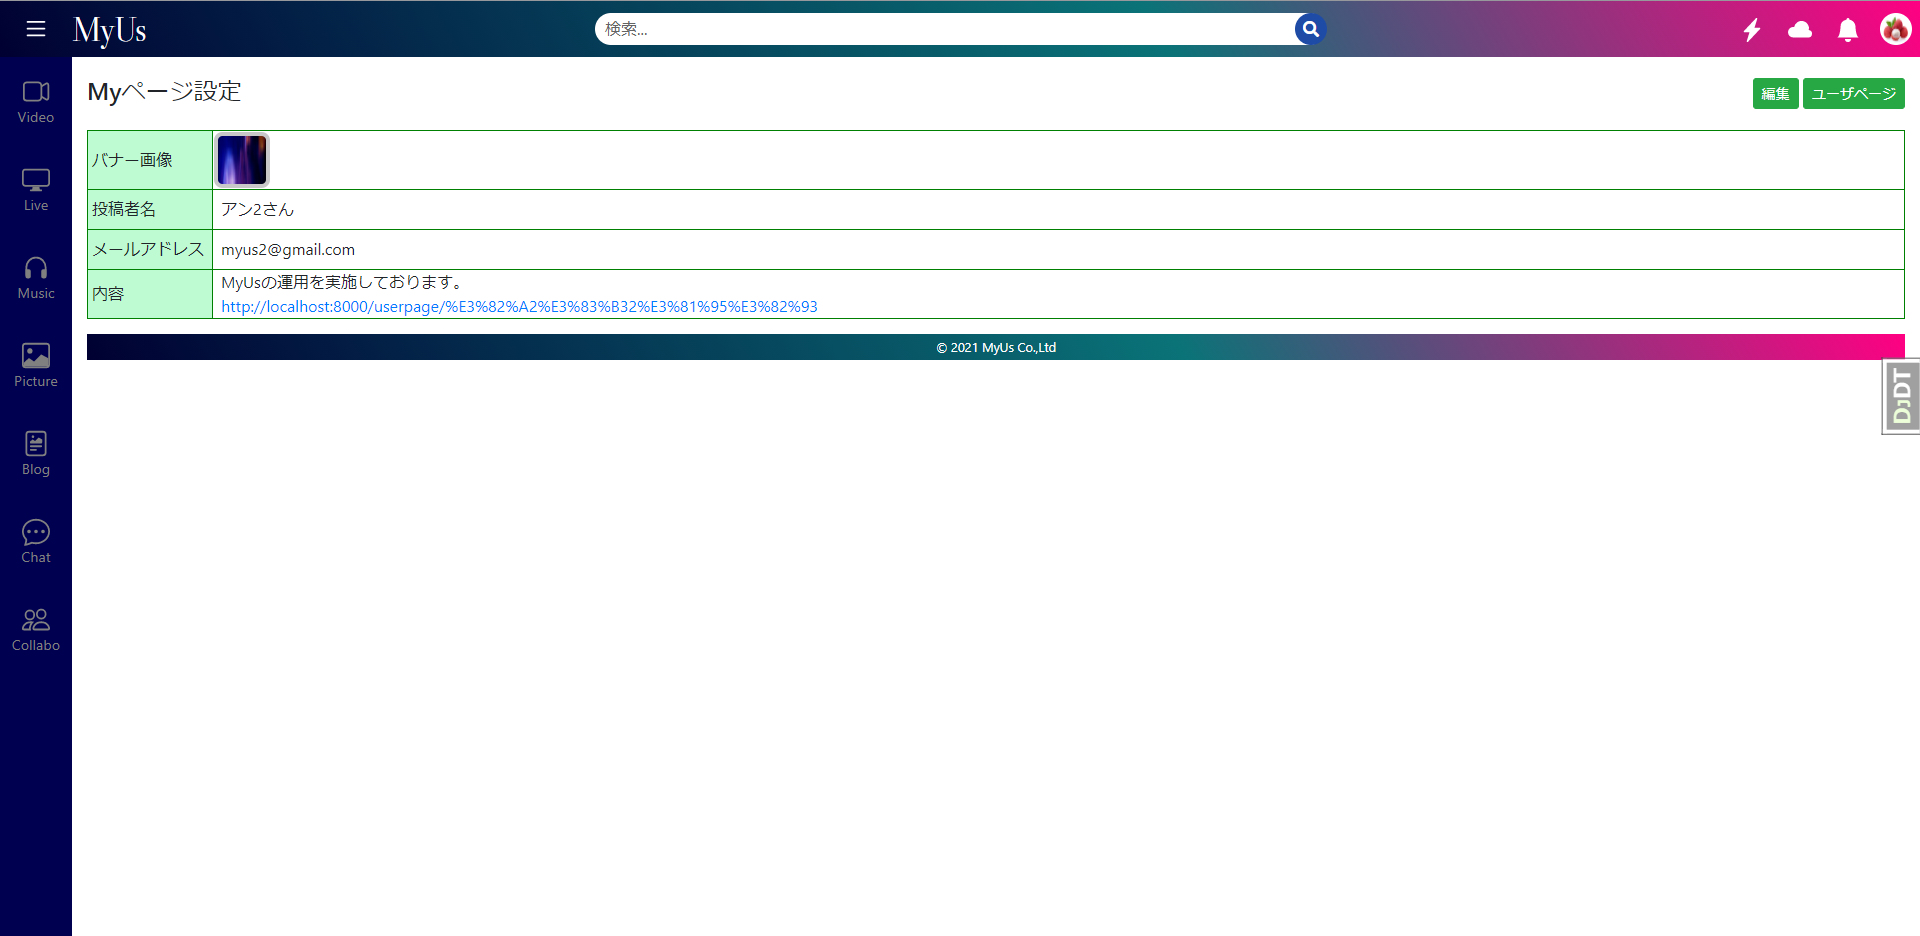 MyUs
検索...
Video
Live
Music
Picture
Blog
Chat
Collabo
Myページ設定
編集
ユーザページ
バナー画像
投稿者名 アン2さん
メールアドレス myus2@gmail.com
内容
MyUsの運用を実施しております。
http://localhost:8000/userpage/%E3%82%A2%E3%83%B32%E3%81%95%E3%82%93
© 2021 MyUs Co.,Ltd
DJDT